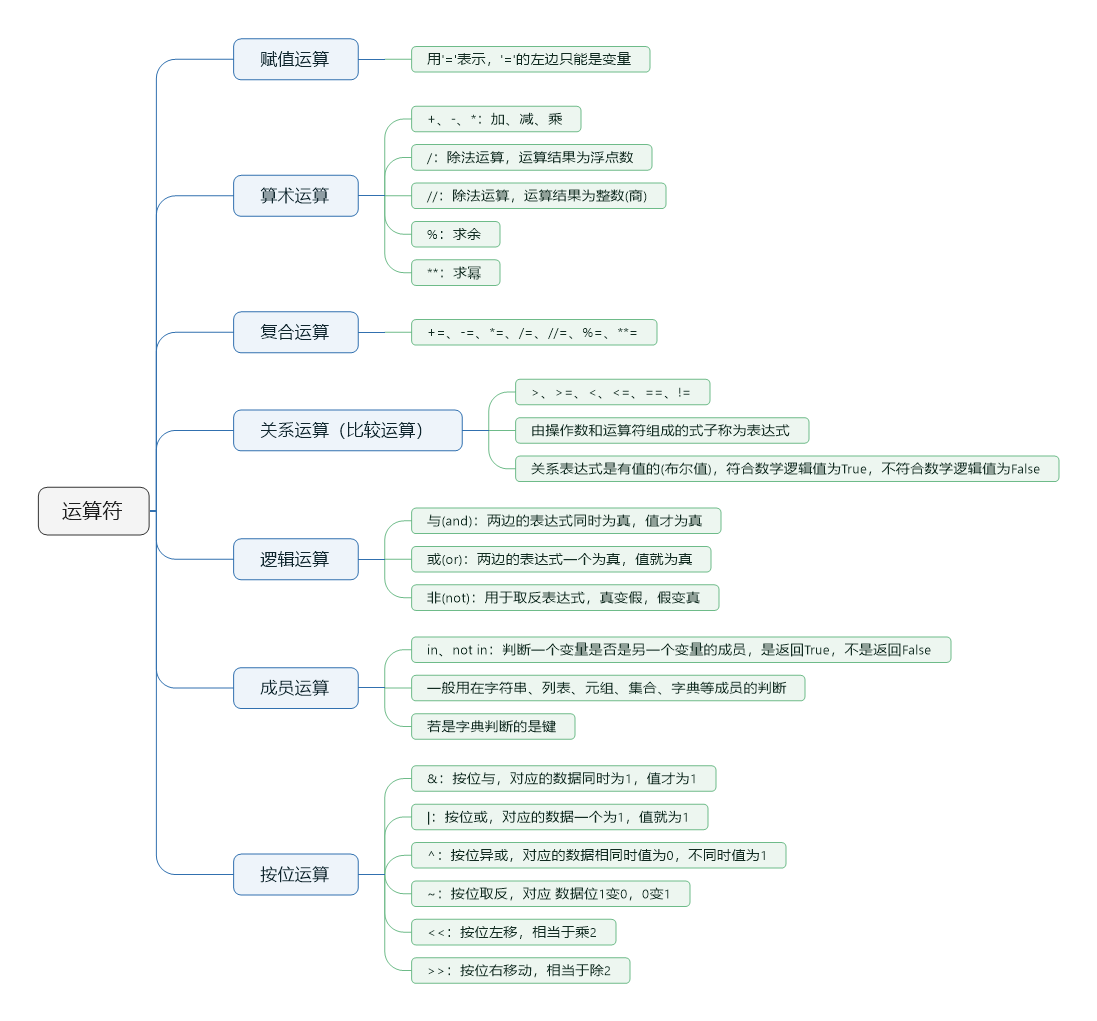 运算符
赋值运算
用'='表示，'='的左边只能是变量
算术运算
+、-、*：加、减、乘
/：除法运算，运算结果为浮点数
//：除法运算，运算结果为整数(商)
%：求余
**：求幂
复合运算
+=、-=、*=、/=、//=、%=、**=
关系运算（比较运算）
>、>=、<、<=、==、!=
由操作数和运算符组成的式子称为表达式
关系表达式是有值的(布尔值)，符合数学逻辑值为True，不符合数学逻辑值为False
逻辑运算
与(and)：两边的表达式同时为真，值才为真
或(or)：两边的表达式一个为真，值就为真
非(not)：用于取反表达式，真变假，假变真
成员运算
in、not in：判断一个变量是否是另一个变量的成员，是返回True，不是返回False
一般用在字符串、列表、元组、集合、字典等成员的判断
若是字典判断的是键
按位运算
&：按位与，对应的数据同时为1，值才为1
|：按位或，对应的数据一个为1，值就为1
^：按位异或，对应的数据相同时值为0，不同时值为1
~：按位取反，对应 数据位1变0，0变1
<<：按位左移，相当于乘2
>>：按位右移动，相当于除2